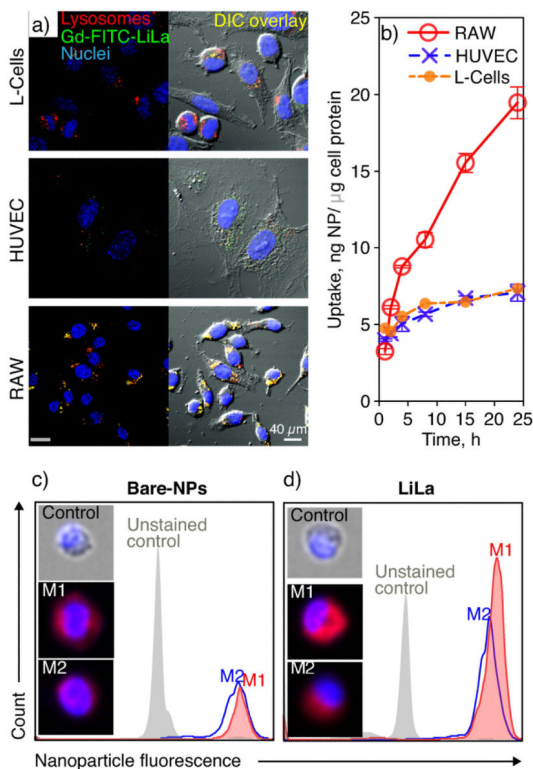 a)
Lysosomes
Gd-FITC-LiLa
Nuclei
DIC overlay
L-Cells
HUVEC
RAW
40 µm
b)
25
20
15
10
5
0
Uptake, ng NP/ µg cell protein
RAW
HUVEC
L-Cells
0 5 10 15 20 25
Time, h
c)
Bare-NPs
Control
Unstained
control
M1
M2
M2
M1
d)
LiLa
Control
M1
Unstained
control
M1
M2
M2
Count
Nanoparticle fluorescence